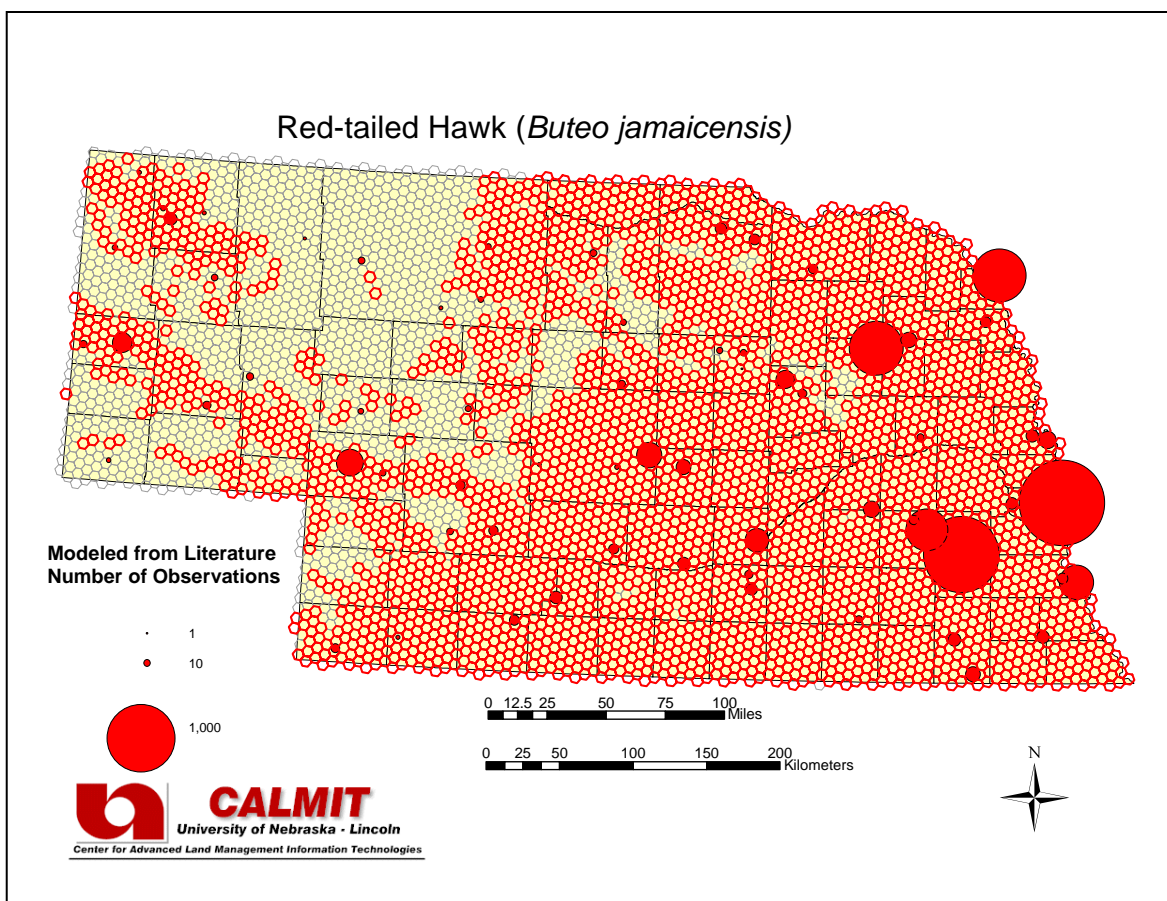 Red-tailed Hawk (Buteo jamaicensis)
Modeled from Literature
Number of Observations
1
10
1,000
0 12.5 25 50 75 100
Miles
0 25 50 100 150 200
Kilometers
N
CALMIT
University of Nebraska - Lincoln
Center for Advanced Land Management Information Technologies